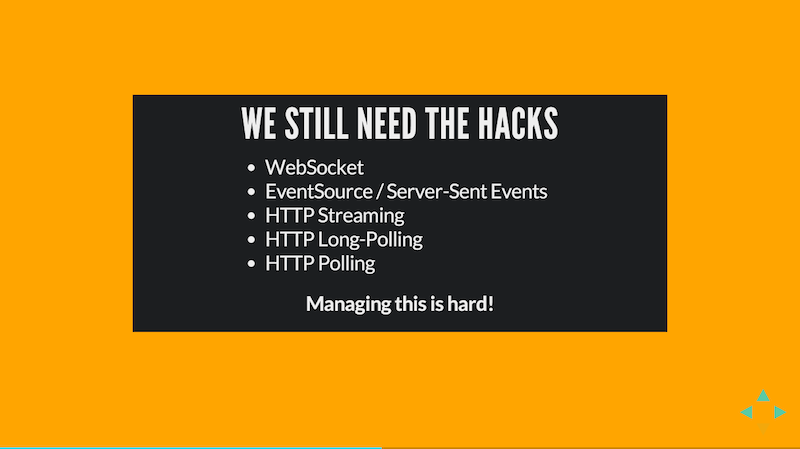 WE STILL NEED THE HACKS
• WebSocket
• EventSource / Server-Sent Events
• HTTP Streaming
• HTTP Long-Polling
• HTTP Polling
Managing this is hard!